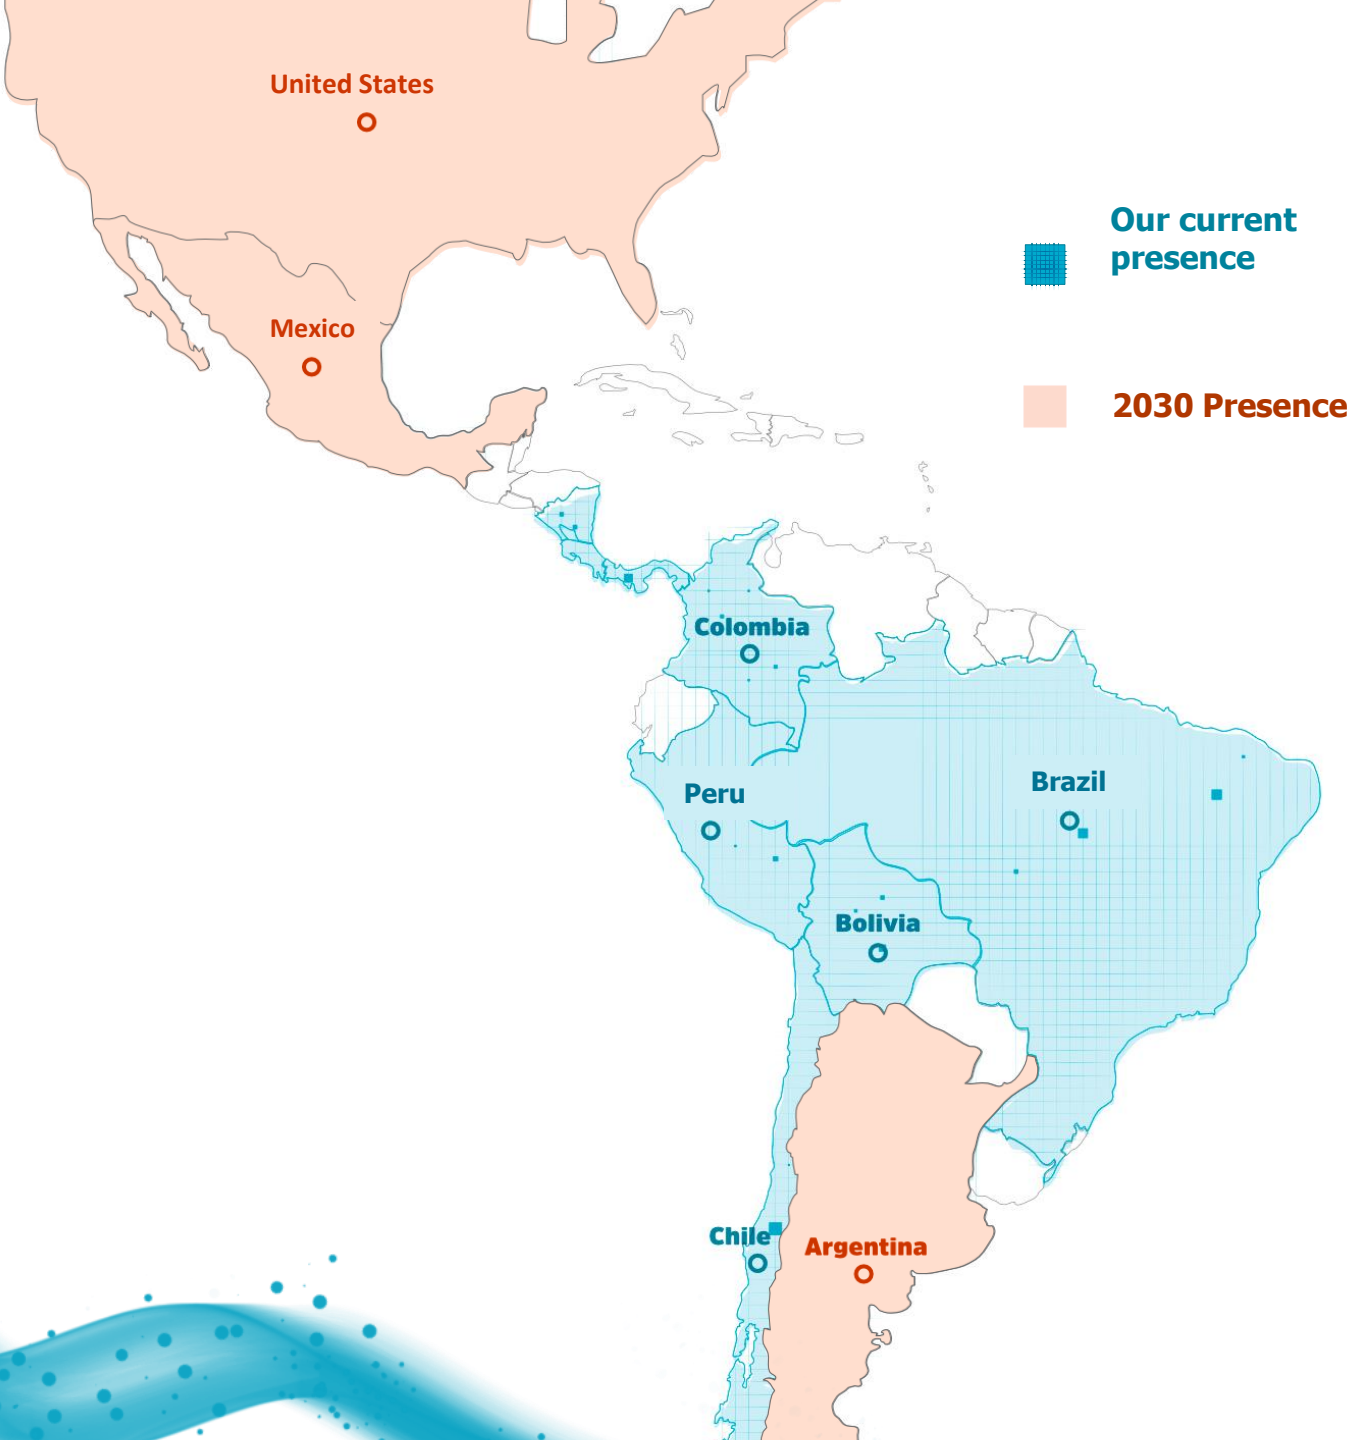 United States
Our current
presence
Mexico
2030 Presence
Colombia
Brazil
Peru
Bolivia
Chile
Argentina